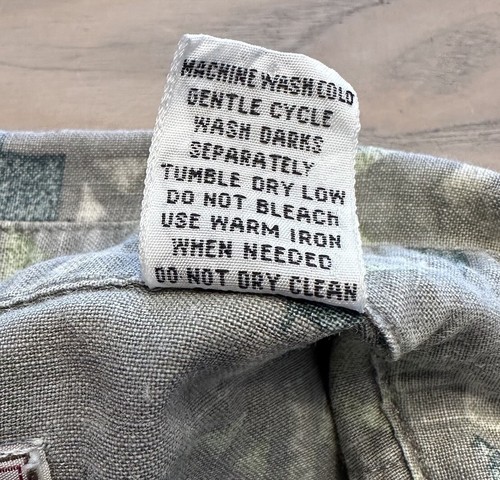 MACHINE WASH COLD
GENTLE CYCLE
WASH DARKS
SEPARATELY
TUMBLE DRY LOW
DO NOT BLEACH
USE WARM IRON
WHEN NEEDED
DO NOT DRY CLEAN